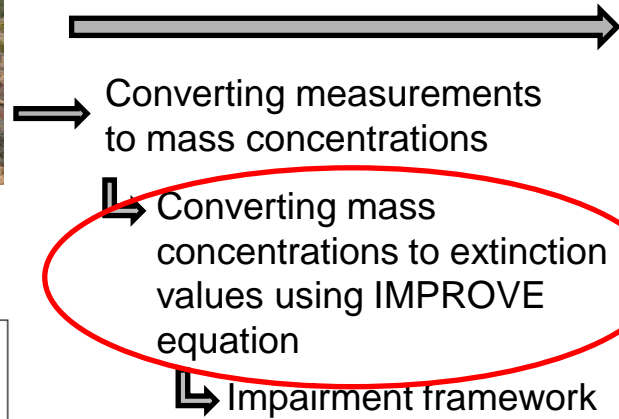 Converting measurements
to mass concentrations
Converting mass
concentrations to extinction
values using IMPROVE
equation
Impairment framework